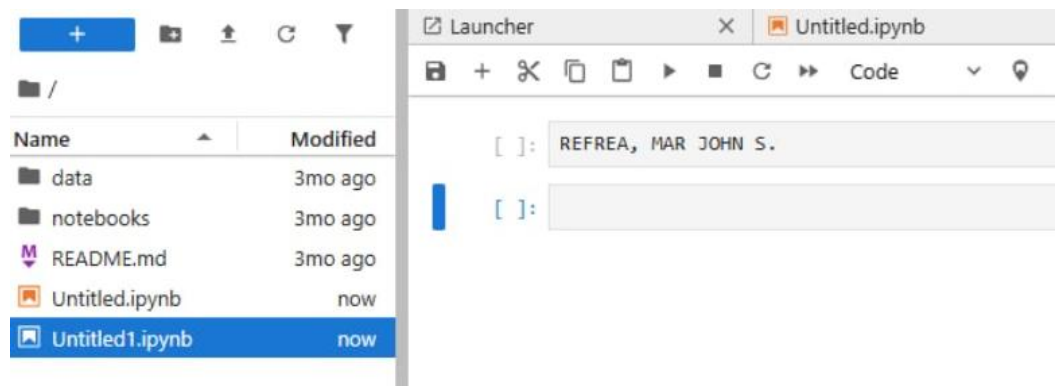 +
/
Name Modified
data 3mo ago
notebooks 3mo ago
README.md 3mo ago
Untitled.ipynb now
Untitled1.ipynb now
Launcher × Untitled.ipynb
+ Code
[ ]: REFREA, MAR JOHN S.
[ ]: